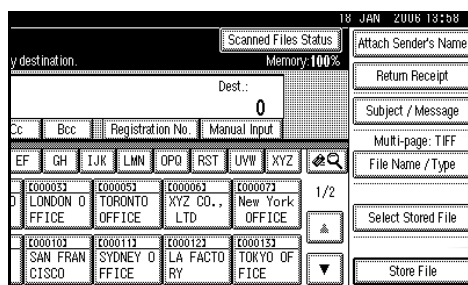 18 JAN 2006 13:58
Scanned Files Status
Attach Sender's Name
y destination.
Memory:100%
Return Receipt
Dest.:
0
Subject / Message
Cc
Bcc
Registration No.
Manual Input
Multi-page: TIFF
File Name / Type
EF
GH
IJK
LMN
OPQ
RST
UVW
XYZ
[00003]
[00005]
[00006]
[00007]
LONDON O
FFICE
TORONTO
OFFICE
XYZ CO.,
LTD
New York
OFFICE
1/2
Select Stored File
[00010]
[00011]
[00012]
[00013]
SAN FRAN
CISCO
SYDNEY O
FFICE
LA FACTO
RY
TOKYO OF
FICE
Store File